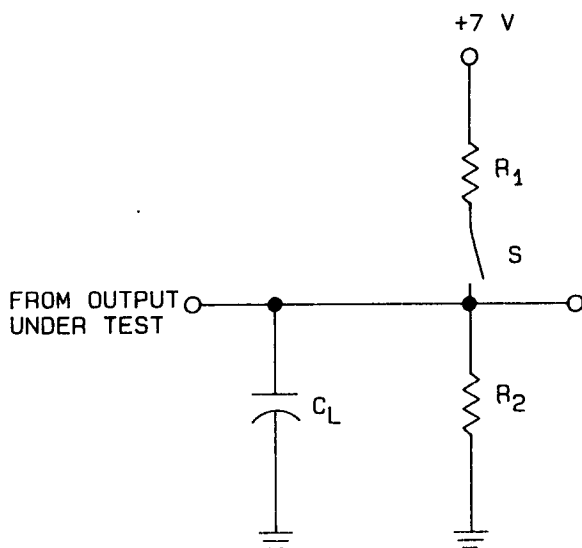 +7 V
R1
S
FROM OUTPUT
UNDER TEST
CL
R2